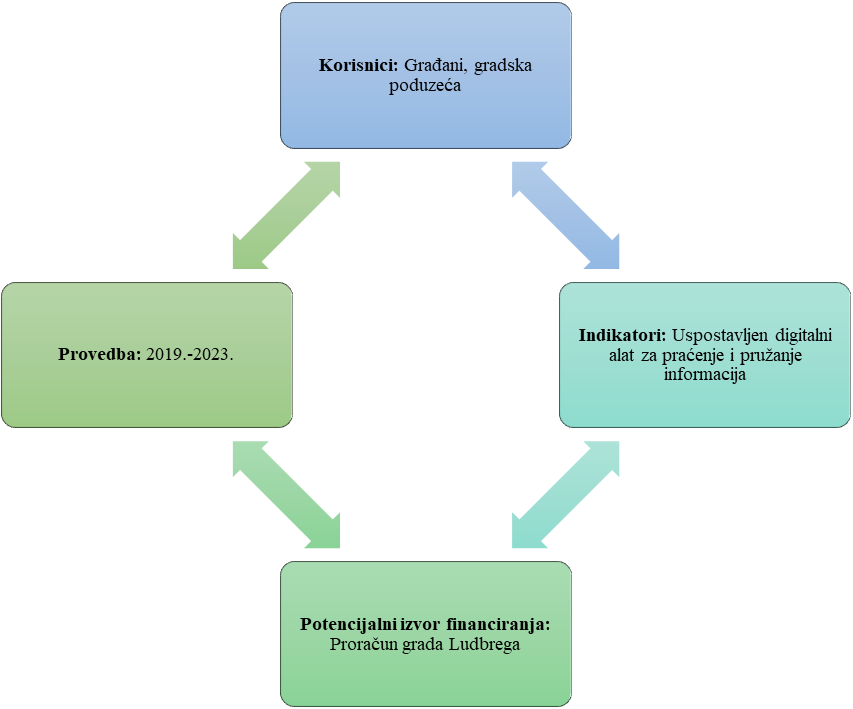 Korisnici: Građani, gradska
poduzeća
Provedba: 2019.-2023.
Indikatori: Uspostavljen digitalni
alat za praćenje i pružanje
informacija
Potencijalni izvor financiranja:
Proračun grada Ludbrega